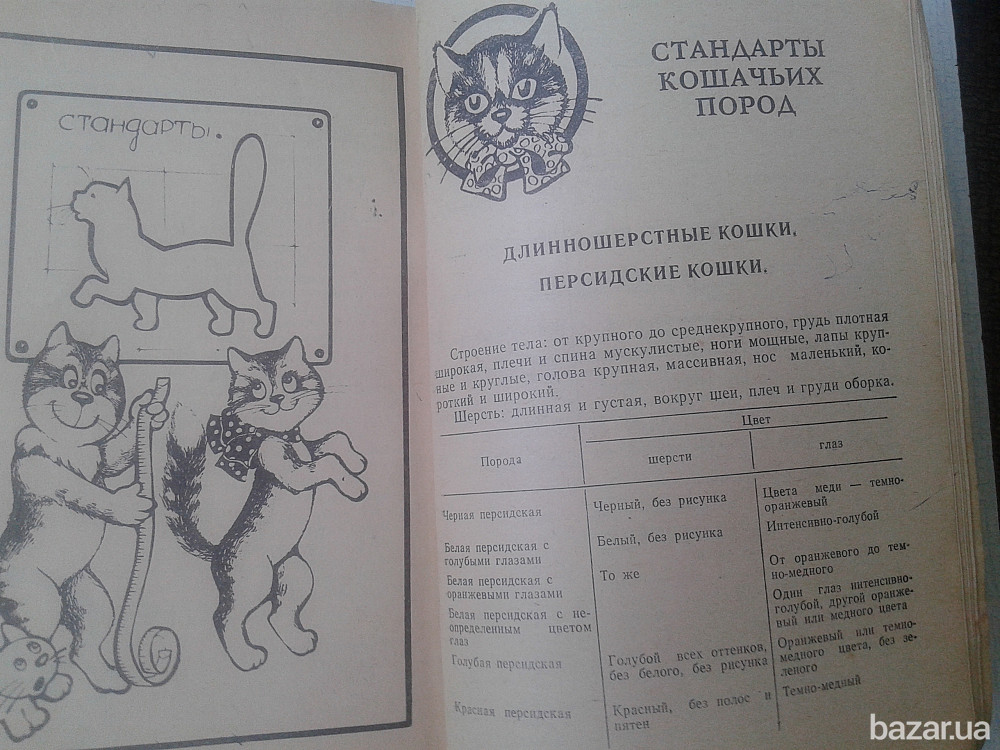 стандарты.
СТАНДАРТЫ
КОШАЧЬИХ
ПОРОД
ДЛИННОШЕРСТНЫЕ КОШКИ.
ПЕРСИДСКИЕ КОШКИ.
Строение тела: от крупного до среднекрупного, грудь плотная
широкая, плечи и спина мускулистые, ноги мощные, лапы круп-
ные и круглые, голова крупная, массивная, нос маленький, ко-
роткий и широкий.
Шерсть: длинная и густая, вокруг шеи, плеч и груди оборка.
Порода
Цвет
шерсти
глаз
Черная персидская
Черный, без рисунка
Цвета меди — темно-
оранжевый
Белая персидская с
голубыми глазами
Белый, без рисунка
Интенсивно-голубой
Белая персидская с
оранжевыми глазами
То же
От оранжевого до тем-
но-медного
Белая персидская с не-
определенным цветом
глаз
Один глаз интенсивно-
голубой, другой оранже-
вый или медного цвета
Голубая персидская
Голубой всех оттенков,
без белого, без рисунка
Оранжевый или темно-
медного цвета, без зе-
леного
Красная персидская
Красный, без полос и
пятен
Темно-медный
bazar.ua